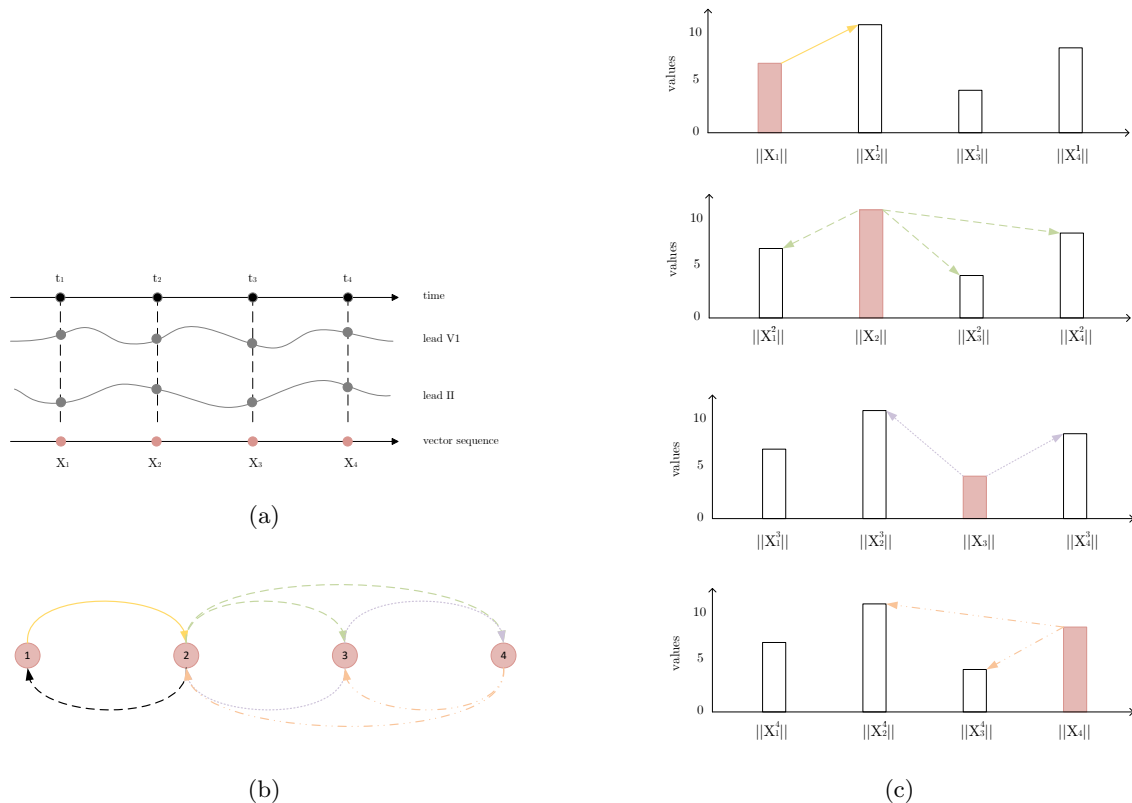 t₁ t₂ t₃ t₄
time
lead V1
lead II
vector sequence
X₁ X₂ X₃ X₄
(a)
1 2 3 4
(b)
values
10
5
0
||X₁|| ||X₂¹|| ||X₃¹|| ||X₄¹||
values
10
5
0
||X₁²|| ||X₂|| ||X₃²|| ||X₄²||
values
10
5
0
||X₁³|| ||X₂³|| ||X₃|| ||X₄³||
values
10
5
0
||X₁⁴|| ||X₂⁴|| ||X₃⁴|| ||X₄||
(c)